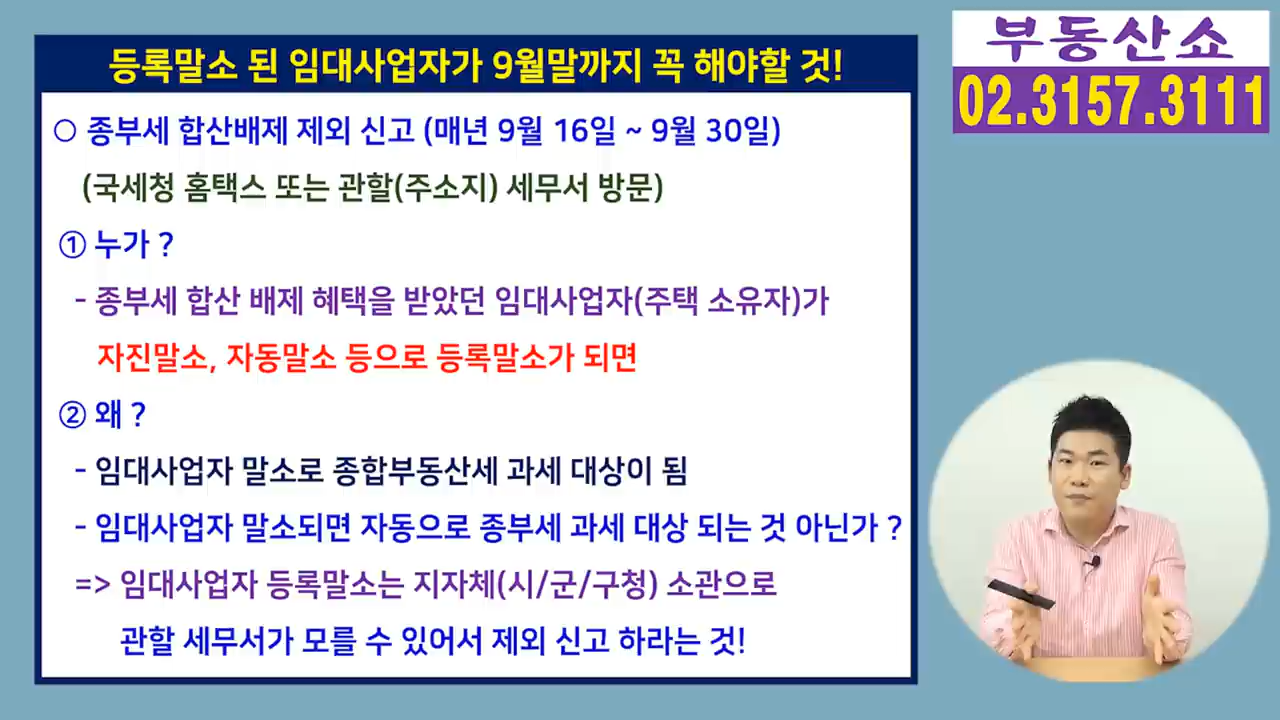 등록말소 된 임대사업자가 9월말까지 꼭 해야할 것!
○ 종부세 합산배제 제외 신고 (매년 9월 16일 ~ 9월 30일)
(국세청 홈택스 또는 관할(주소지) 세무서 방문)
① 누가 ?
- 종부세 합산 배제 혜택을 받았던 임대사업자(주택 소유자)가
자진말소, 자동말소 등으로 등록말소가 되면
② 왜 ?
- 임대사업자 말소로 종합부동산세 과세 대상이 됨
- 임대사업자 말소되면 자동으로 종부세 과세 대상 되는 것 아닌가 ?
=> 임대사업자 등록말소는 지자체(시/군/구청) 소관으로
관할 세무서가 모를 수 있어서 제외 신고 하라는 것!
부동산쇼
02.3157.3111